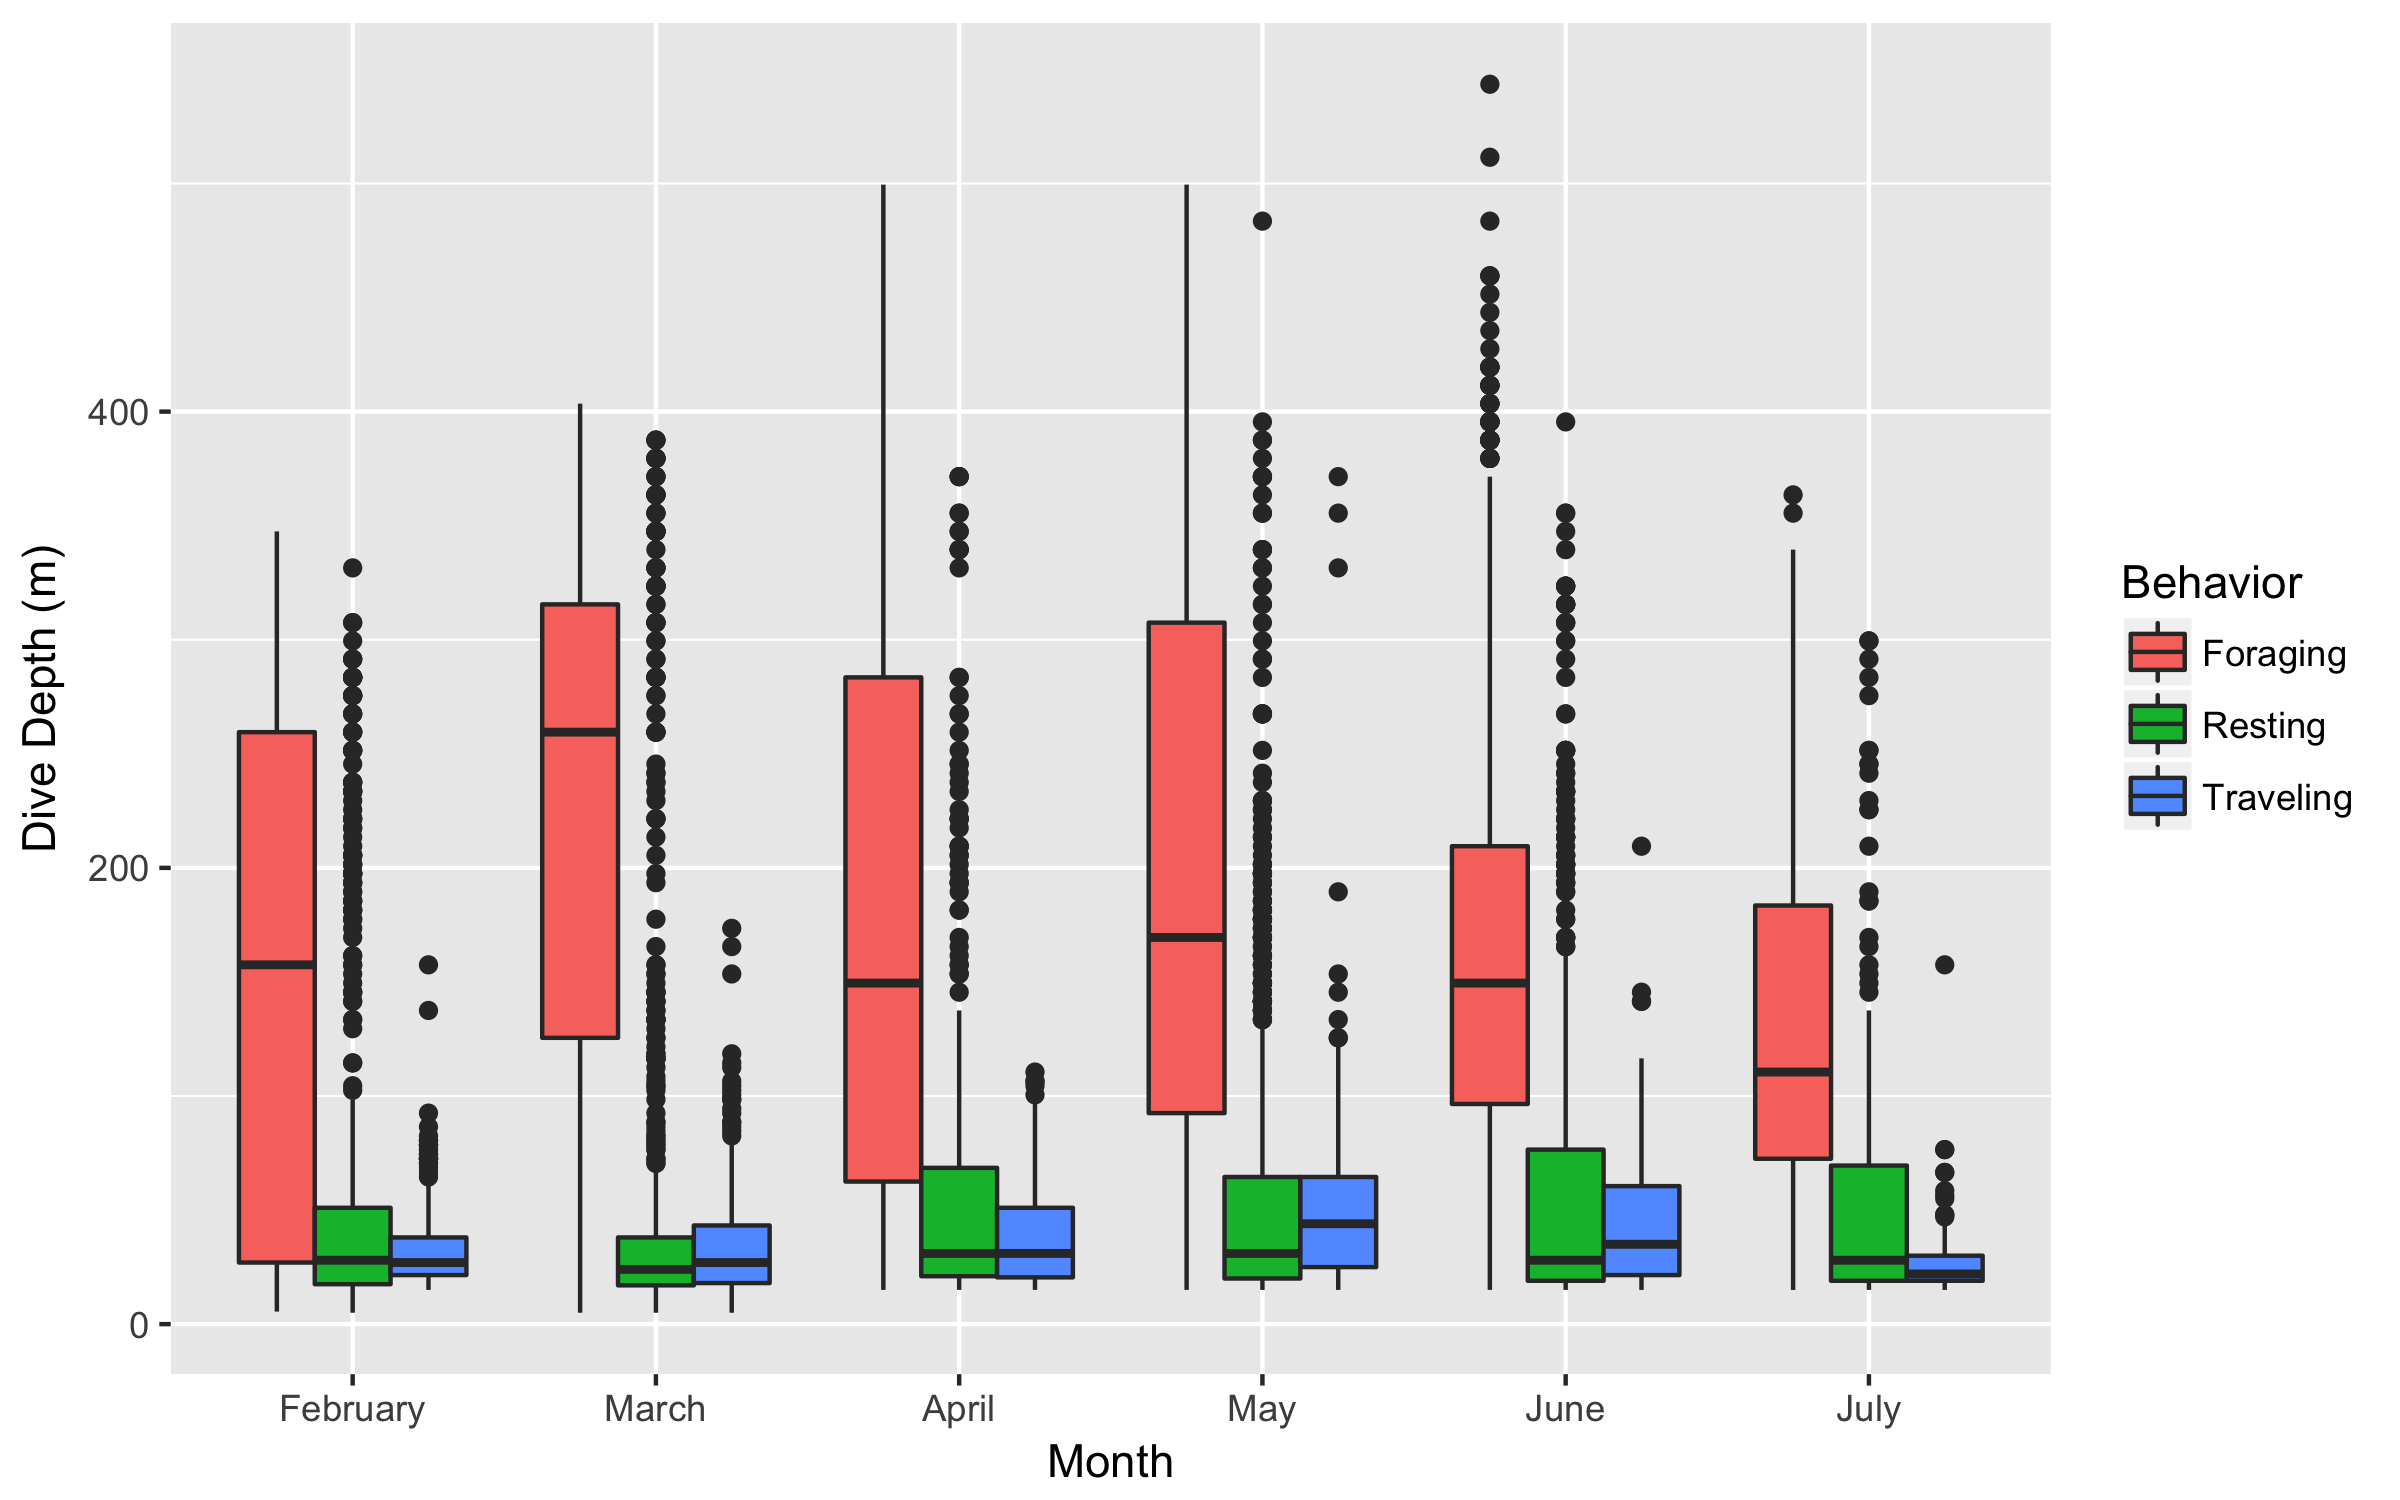 Dive Depth (m)
400
200
0
February March April May June July
Month
Behavior
Foraging
Resting
Traveling